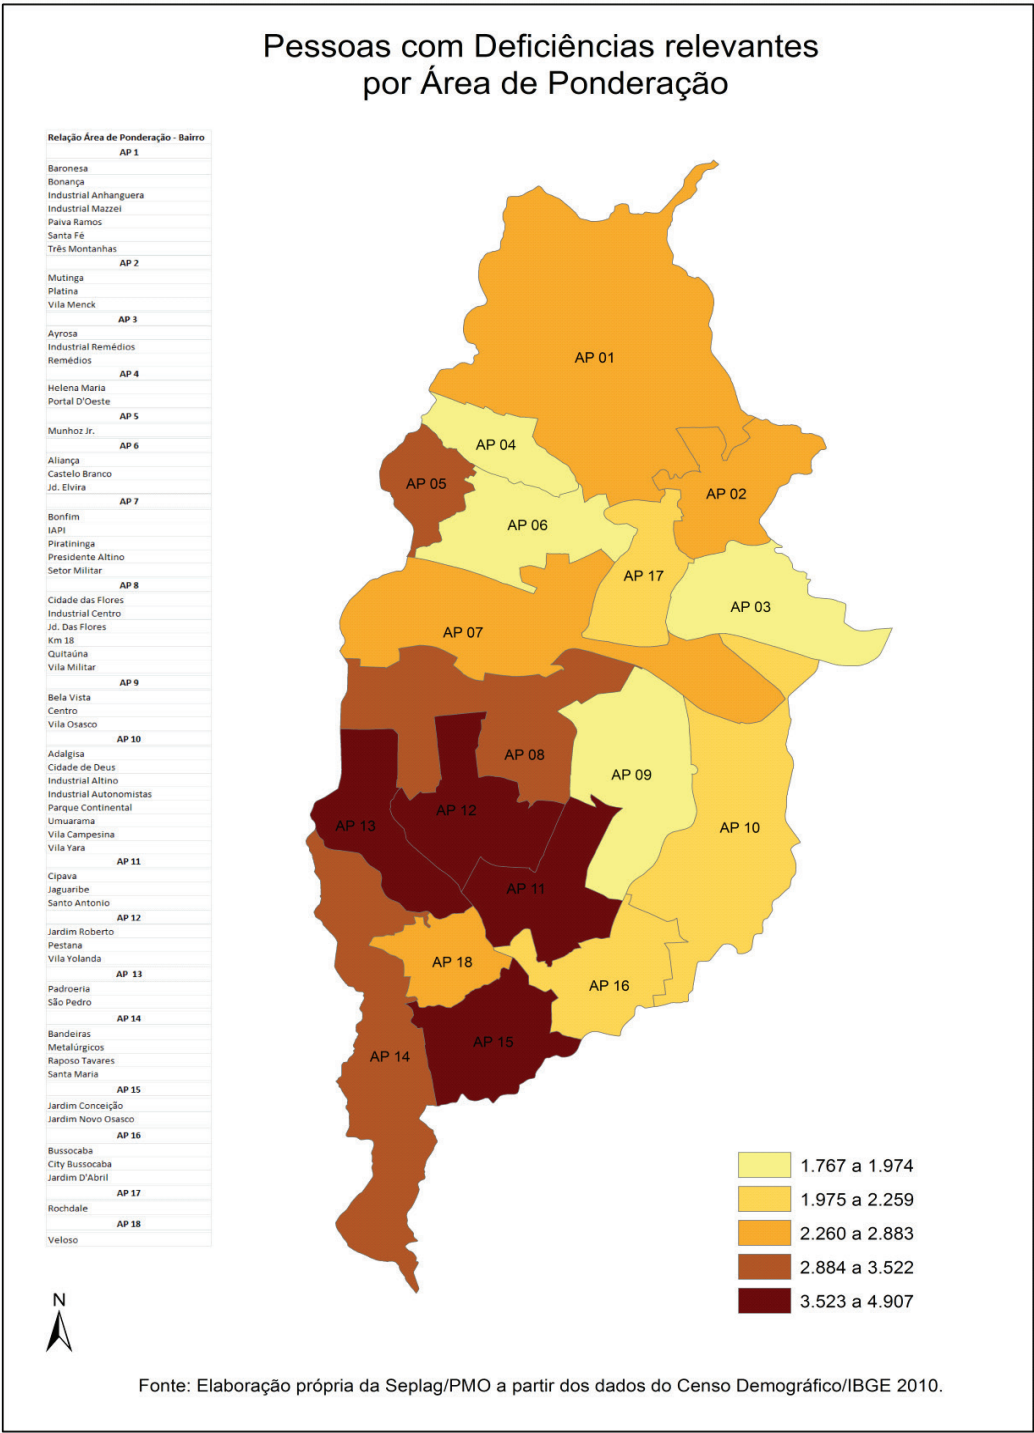 Pessoas com Deficiências relevantes
por Área de Ponderação
Relação Área de Ponderação - Bairro
AP 1
Baronesa
Bonança
Industrial Anhanguera
Industrial Mazzei
Paiva Ramos
Santa Fé
Três Montanhas
AP 2
Mutinga
Platina
Vila Menck
AP 3
Ayrosa
Industrial Remédios
Remédios
AP 4
Helena Maria
Portal D'Oeste
AP 5
Munhoz Jr.
AP 6
Aliança
Castelo Branco
Jd. Elvira
AP 7
Bonfim
IAPI
Piratininga
Presidente Altino
Setor Militar
AP 8
Cidade das Flores
Industrial Centro
Jd. Das Flores
Km 18
Quitaúna
Vila Militar
AP 9
Bela Vista
Centro
Vila Osasco
AP 10
Adalgisa
Cidade de Deus
Industrial Altino
Industrial Autonomistas
Parque Continental
Umuarama
Vila Campesina
Vila Yara
AP 11
Cipava
Jaguaribe
Santo Antonio
AP 12
Jardim Roberto
Pestana
Vila Yolanda
AP 13
Padroeria
São Pedro
AP 14
Bandeiras
Metalúrgicos
Raposo Tavares
Santa Maria
AP 15
Jardim Conceição
Jardim Novo Osasco
AP 16
Bussocaba
City Bussocaba
Jardim D'Abril
AP 17
Rochdale
AP 18
Veloso
AP 01
AP 04
AP 05
AP 02
AP 06
AP 17
AP 03
AP 07
AP 08
AP 09
AP 12
AP 13
AP 10
AP 11
AP 18
AP 16
AP 15
AP 14
1.767 a 1.974
1.975 a 2.259
2.260 a 2.883
2.884 a 3.522
3.523 a 4.907
N
Fonte: Elaboração própria da Seplag/PMO a partir dos dados do Censo Demográfico/IBGE 2010.